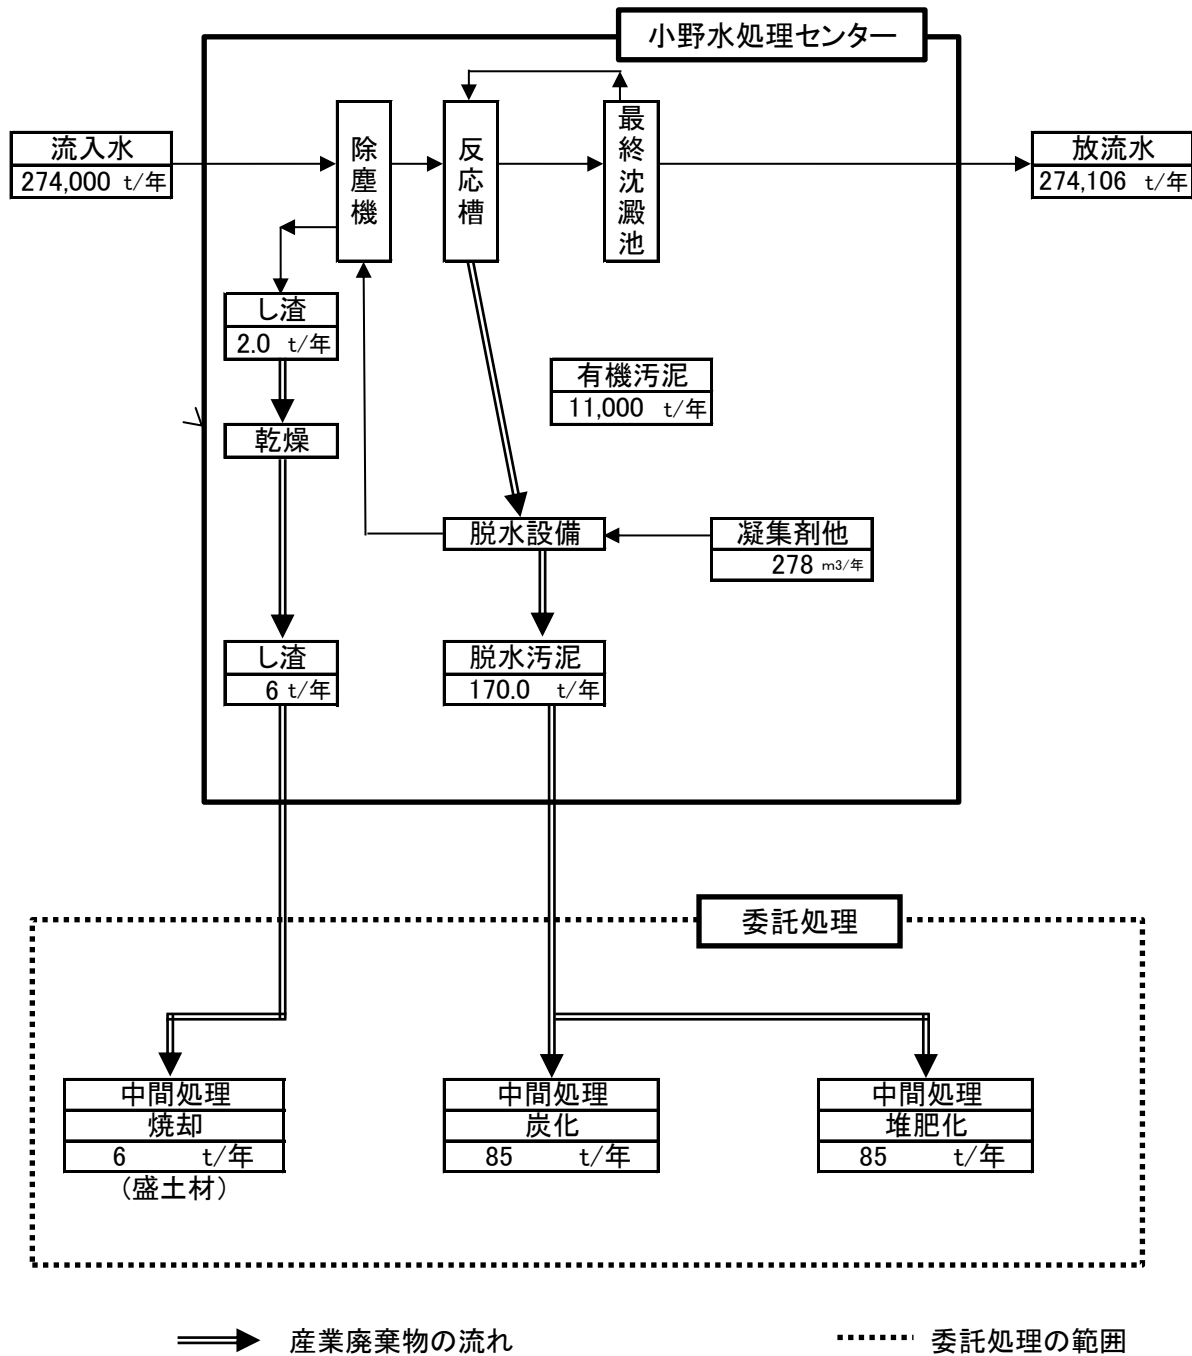 小野水処理センター
流入水
274,000 t/年
除塵機
反応槽
最終沈澱池
放流水
274,106 t/年
し渣
2.0 t/年
有機汚泥
11,000 t/年
乾燥
脱水設備
凝集剤他
278 m3/年
し渣
6 t/年
脱水汚泥
170.0 t/年
委託処理
中間処理
焼却
6 t/年
(盛土材)
中間処理
炭化
85 t/年
中間処理
堆肥化
85 t/年
産業廃棄物の流れ
委託処理の範囲